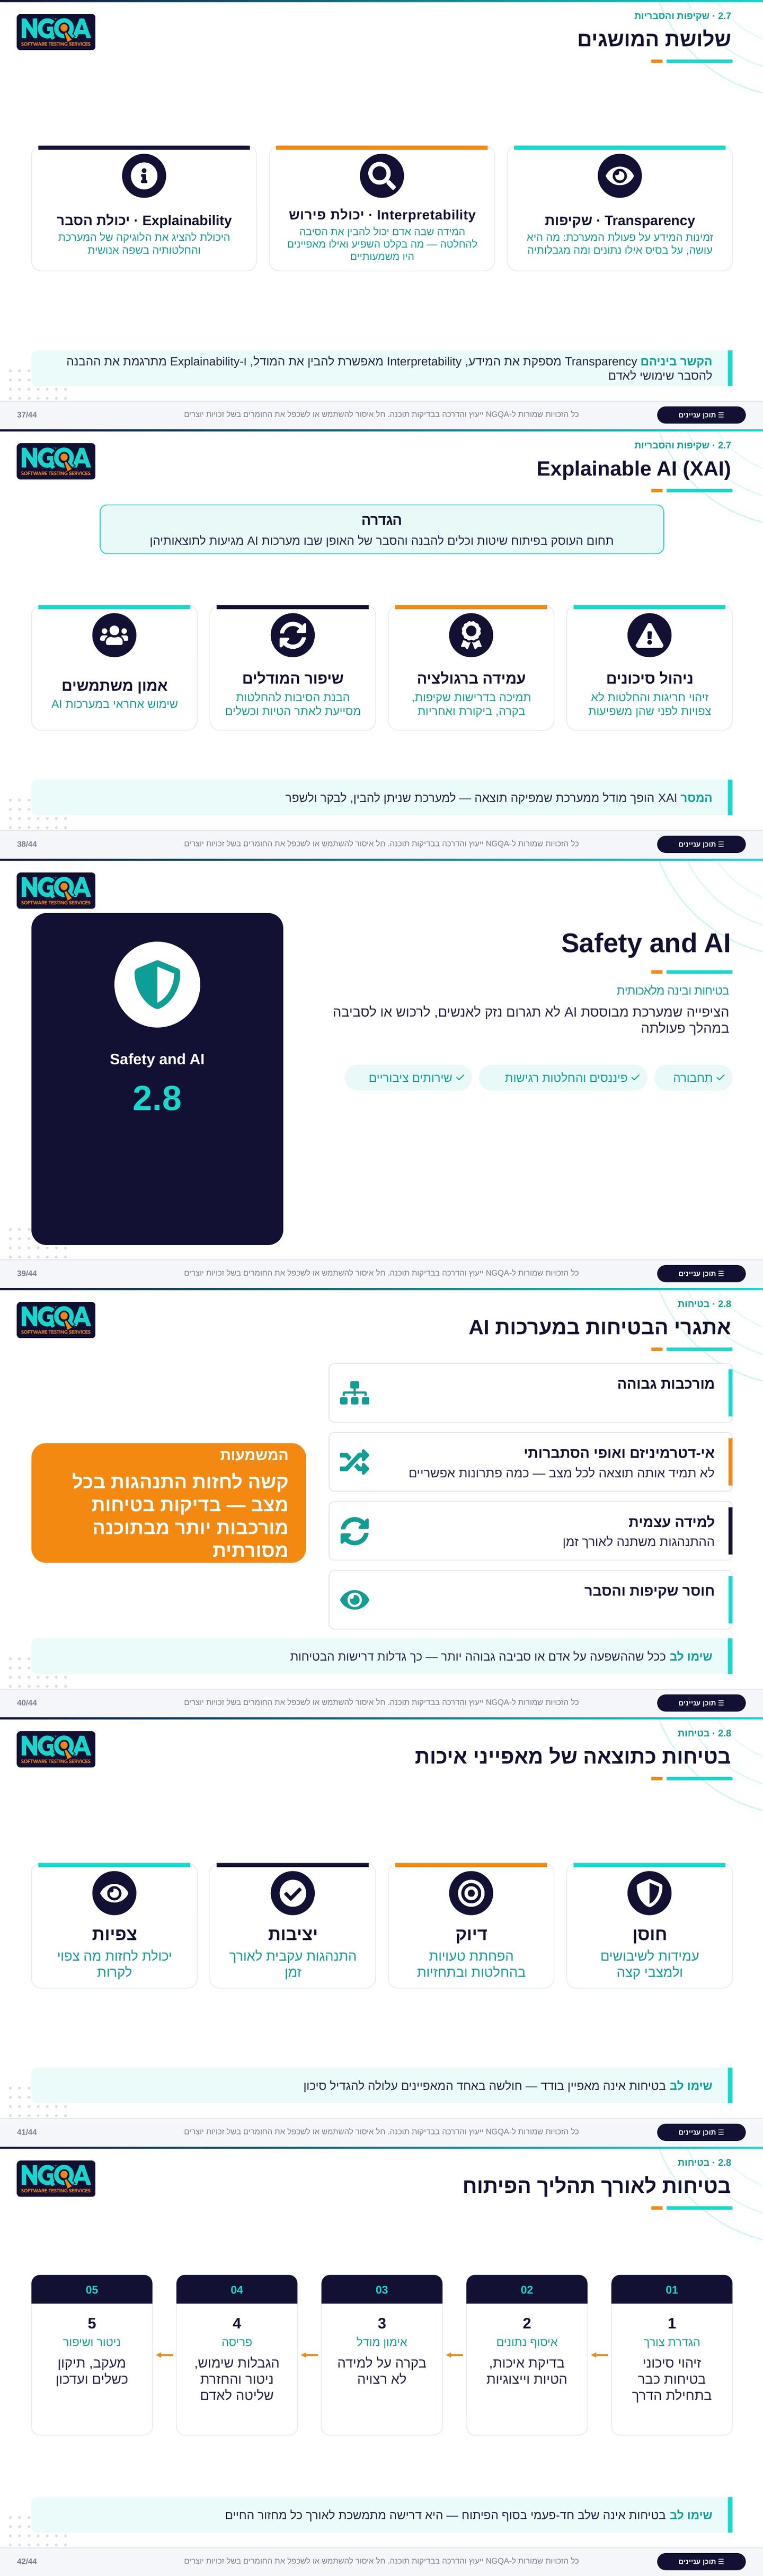 2.7 · שקיפות והסבריות
שלושת המושגים
NGQA
SOFTWARE TESTING SERVICES
Transparency · שקיפות
זמינות המידע על פעולת המערכת: מה היא
עושה, על בסיס אילו נתונים ומה מגבלותיה
Interpretability · יכולת פירוש
המידה שבה אדם יכול להבין את הסיבה
להחלטה — מה בקלט השפיע ואילו מאפיינים
היו משמעותיים
Explainability · יכולת הסבר
היכולת להציג את הלוגיקה של המערכת
והחלטותיה בשפה אנושית
הקשר ביניהם Transparency מספקת את המידע, Interpretability מאפשרת להבין את המודל, ו-Explainability מתרגמת את ההבנה
להסבר שימושי לאדם
☰ תוכן עניינים
כל הזכויות שמורות ל-NGQA ייעוץ והדרכה בבדיקות תוכנה. חל איסור להשתמש או לשכפל את החומרים בשל זכויות יוצרים
37/44
2.7 · שקיפות והסבריות
Explainable AI (XAI)
NGQA
SOFTWARE TESTING SERVICES
הגדרה
תחום העוסק בפיתוח שיטות וכלים להבנה והסבר של האופן שבו מערכות AI מגיעות לתוצאותיהן
ניהול סיכונים
זיהוי חריגות והחלטות לא
צפויות לפני שהן משפיעות
עמידה ברגולציה
תמיכה בדרישות שקיפות,
בקרה, ביקורת ואחריות
שיפור המודלים
הבנת הסיבות להחלטות
מסייעת לאתר הטיות וכשלים
אמון משתמשים
שימוש אחראי במערכות AI
המסר XAI הופך מודל ממערכת שמפיקה תוצאה — למערכת שניתן להבין, לבקר ולשפר
☰ תוכן עניינים
כל הזכויות שמורות ל-NGQA ייעוץ והדרכה בבדיקות תוכנה. חל איסור להשתמש או לשכפל את החומרים בשל זכויות יוצרים
38/44
NGQA
SOFTWARE TESTING SERVICES
Safety and AI
בטיחות ובינה מלאכותית
הציפייה שמערכת מבוססת AI לא תגרום נזק לאנשים, לרכוש או לסביבה
במהלך פעולתה
✓ תחבורה
✓ פיננסים והחלטות רגישות
✓ שירותים ציבוריים
Safety and AI
2.8
☰ תוכן עניינים
כל הזכויות שמורות ל-NGQA ייעוץ והדרכה בבדיקות תוכנה. חל איסור להשתמש או לשכפל את החומרים בשל זכויות יוצרים
39/44
2.8 · בטיחות
אתגרי הבטיחות במערכות AI
NGQA
SOFTWARE TESTING SERVICES
מורכבות גבוהה
אי-דטרמיניזם ואופי הסתברותי
לא תמיד אותה תוצאה לכל מצב — כמה פתרונות אפשריים
למידה עצמית
ההתנהגות משתנה לאורך זמן
חוסר שקיפות והסבר
המשמעות
קשה לחזות התנהגות בכל
מצב — בדיקות בטיחות
מורכבות יותר מבתוכנה
מסורתית
שימו לב ככל שההשפעה על אדם או סביבה גבוהה יותר — כך גדלות דרישות הבטיחות
☰ תוכן עניינים
כל הזכויות שמורות ל-NGQA ייעוץ והדרכה בבדיקות תוכנה. חל איסור להשתמש או לשכפל את החומרים בשל זכויות יוצרים
40/44
2.8 · בטיחות
בטיחות כתוצאה של מאפייני איכות
NGQA
SOFTWARE TESTING SERVICES
חוסן
עמידות לשיבושים
ולמצבי קצה
דיוק
הפחתת טעויות
בהחלטות ובתחזיות
יציבות
התנהגות עקבית לאורך
זמן
צפיות
יכולת לחזות מה צפוי
לקרות
שימו לב בטיחות אינה מאפיין בודד — חולשה באחד המאפיינים עלולה להגדיל סיכון
☰ תוכן עניינים
כל הזכויות שמורות ל-NGQA ייעוץ והדרכה בבדיקות תוכנה. חל איסור להשתמש או לשכפל את החומרים בשל זכויות יוצרים
41/44
2.8 · בטיחות
בטיחות לאורך תהליך הפיתוח
NGQA
SOFTWARE TESTING SERVICES
01
1
הגדרת צורך
זיהוי סיכוני
בטיחות כבר
בתחילת הדרך
02
2
איסוף נתונים
בדיקת איכות,
הטיות וייצוגיות
03
3
אימון מודל
בקרה על למידה
לא רצויה
04
4
פריסה
הגבלות שימוש,
ניטור והחזרת
שליטה לאדם
05
5
ניטור ושיפור
מעקב, תיקון
כשלים ועדכון
שימו לב בטיחות אינה שלב חד-פעמי בסוף הפיתוח — היא דרישה מתמשכת לאורך כל מחזור החיים
☰ תוכן עניינים
כל הזכויות שמורות ל-NGQA ייעוץ והדרכה בבדיקות תוכנה. חל איסור להשתמש או לשכפל את החומרים בשל זכויות יוצרים
42/44